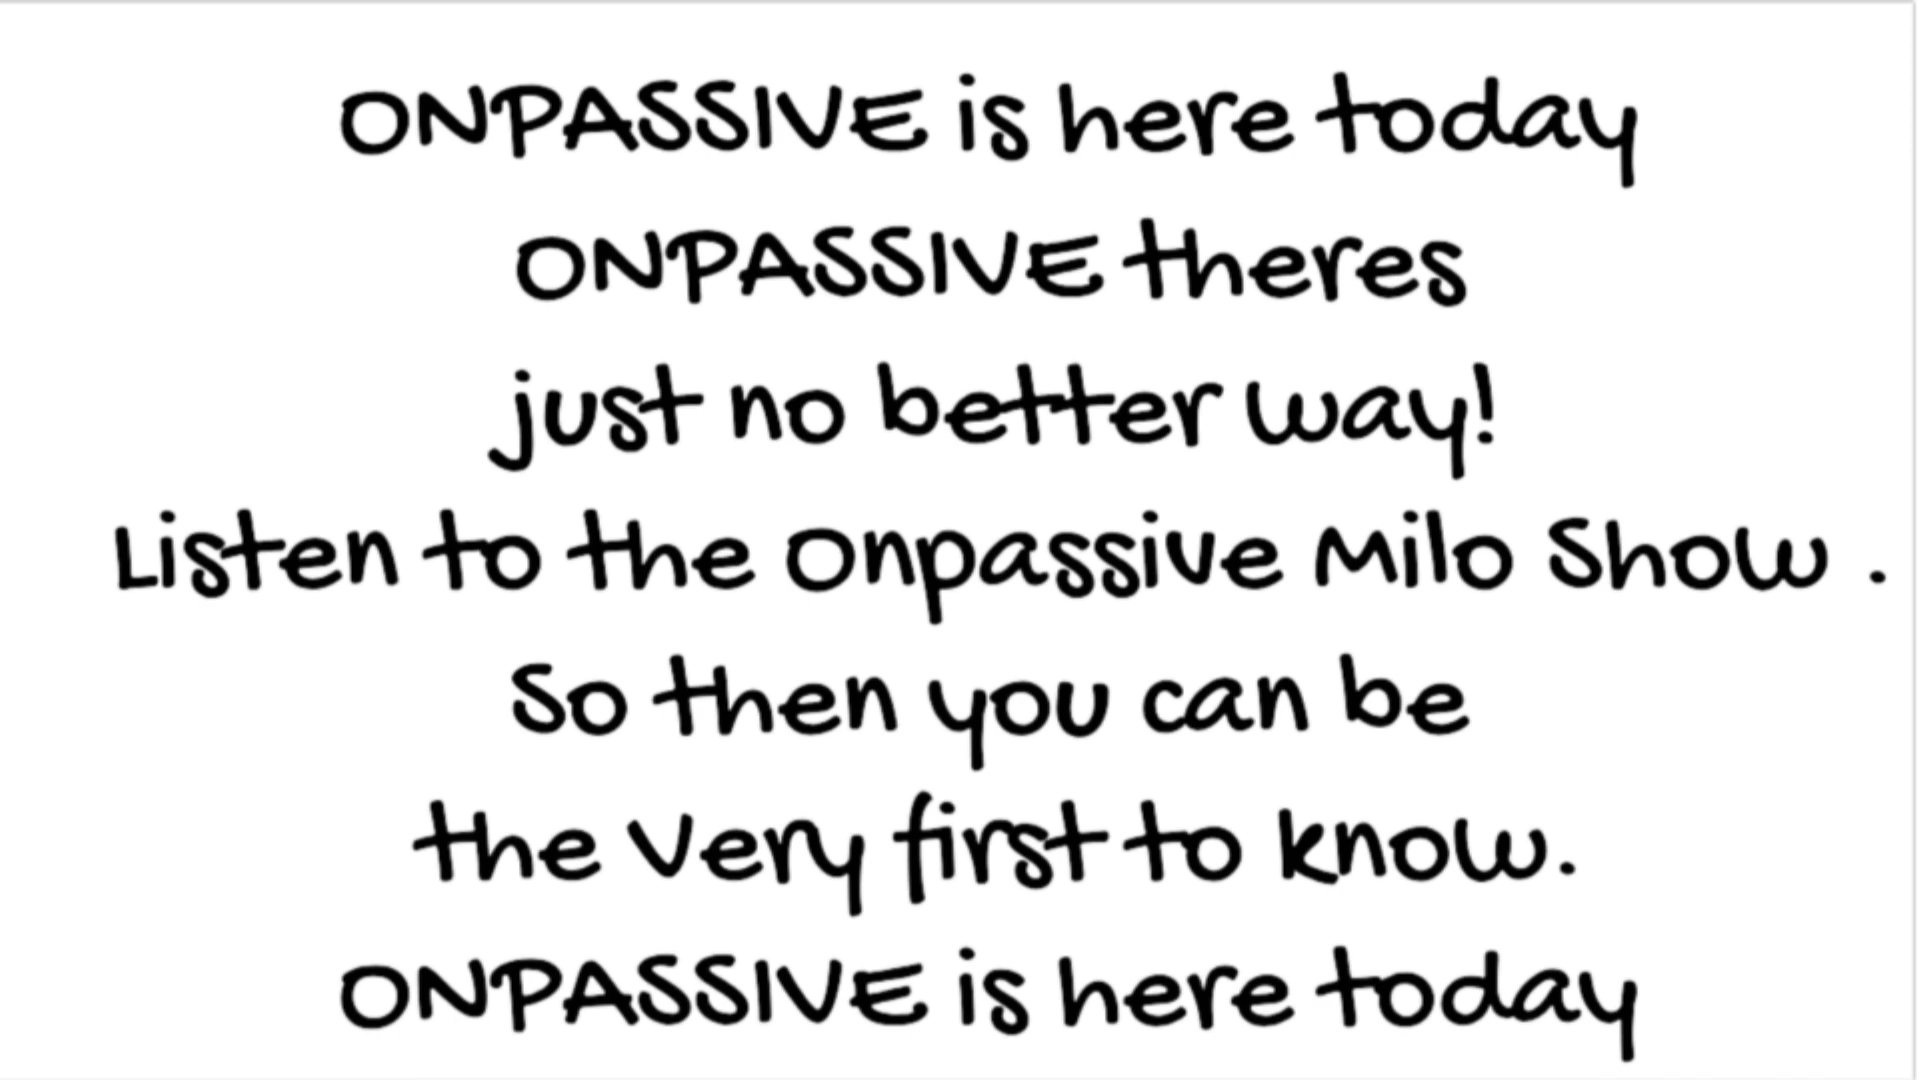 ONPASSIVE is here today
ONPASSIVE theres
just no better way!
Listen to the Onpassive Milo Show .
So then you can be
the very first to know.
ONPASSIVE is here today